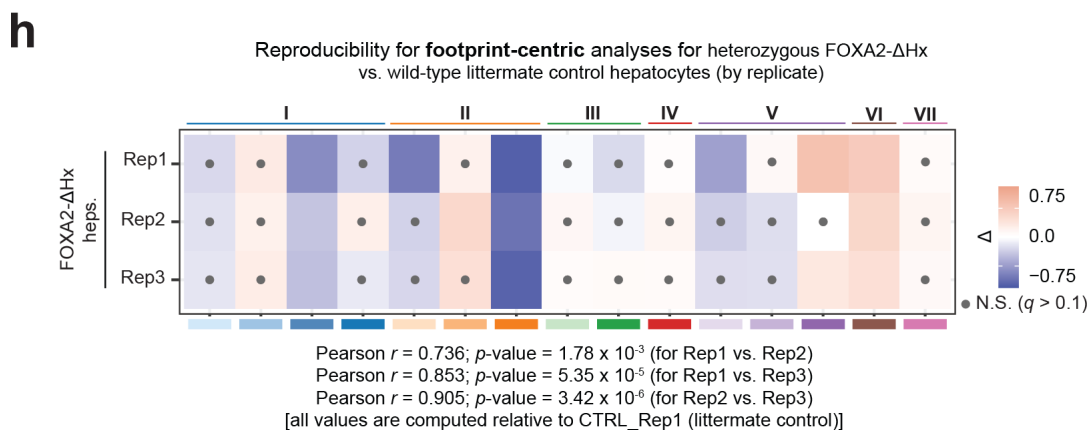 h
Reproducibility for footprint-centric analyses for heterozygous FOXA2-ΔHx
vs. wild-type littermate control hepatocytes (by replicate)
I II III IV V VI VII
FOXA2-ΔHx
heps.
Rep1
Rep2
Rep3
Δ
0.75
0.0
−0.75
N.S. (q > 0.1)
Pearson r = 0.736; p-value = 1.78 x 10⁻³ (for Rep1 vs. Rep2)
Pearson r = 0.853; p-value = 5.35 x 10⁻⁵ (for Rep1 vs. Rep3)
Pearson r = 0.905; p-value = 3.42 x 10⁻⁶ (for Rep2 vs. Rep3)
[all values are computed relative to CTRL_Rep1 (littermate control)]